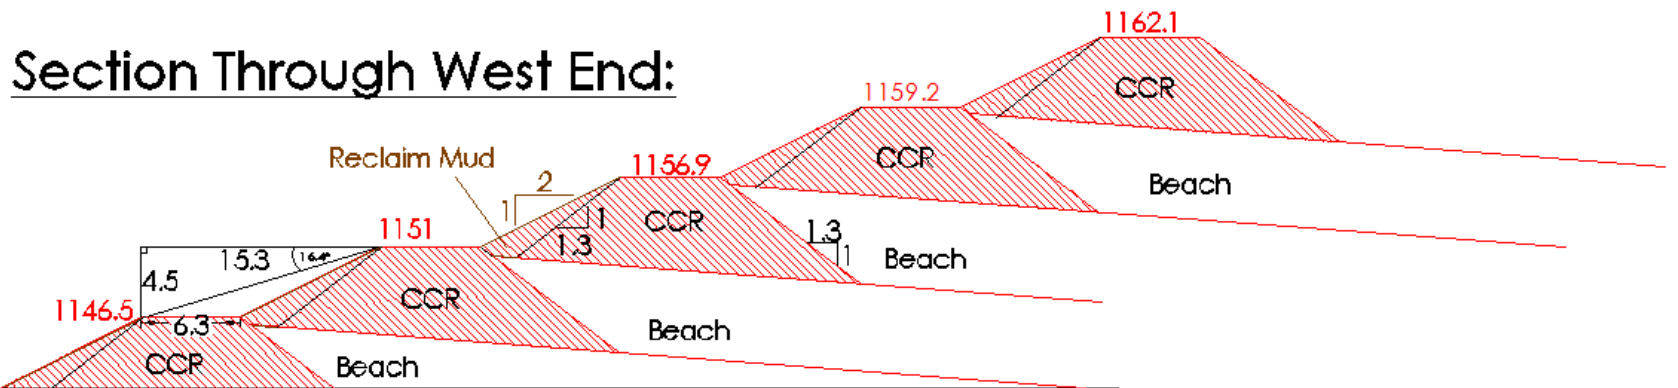 Section Through West End:
1162.1
CCR
1159.2
CCR
Beach
Reclaim Mud
1156.9
2
1
1
1.3
CCR
1.3
1
Beach
1151
15.3
16.4°
4.5
CCR
Beach
1146.5
6.3
CCR
Beach